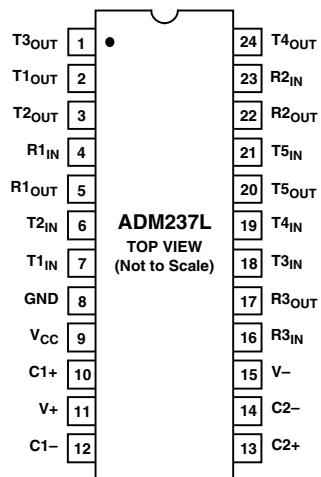 T3OUT 1
T1OUT 2
T2OUT 3
R1IN 4
R1OUT 5
T2IN 6
T1IN 7
GND 8
VCC 9
C1+ 10
V+ 11
C1– 12
ADM237L
TOP VIEW
(Not to Scale)
24 T4OUT
23 R2IN
22 R2OUT
21 T5IN
20 T5OUT
19 T4IN
18 T3IN
17 R3OUT
16 R3IN
15 V–
14 C2–
13 C2+